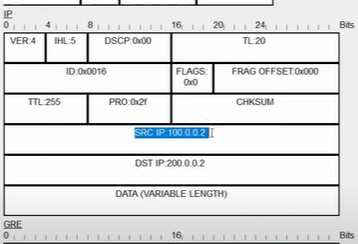 IP
0 4 8 16 20 24 Bits
VER:4 IHL:5 DSCP:0x00 TL:20
ID:0x0016 FLAGS: 0x0 FRAG OFFSET:0x000
TTL:255 PRO:0x2f CHKSUM
SRC IP:100.0.0.2
DST IP:200.0.0.2
DATA (VARIABLE LENGTH)
GRE
0 16 Bits